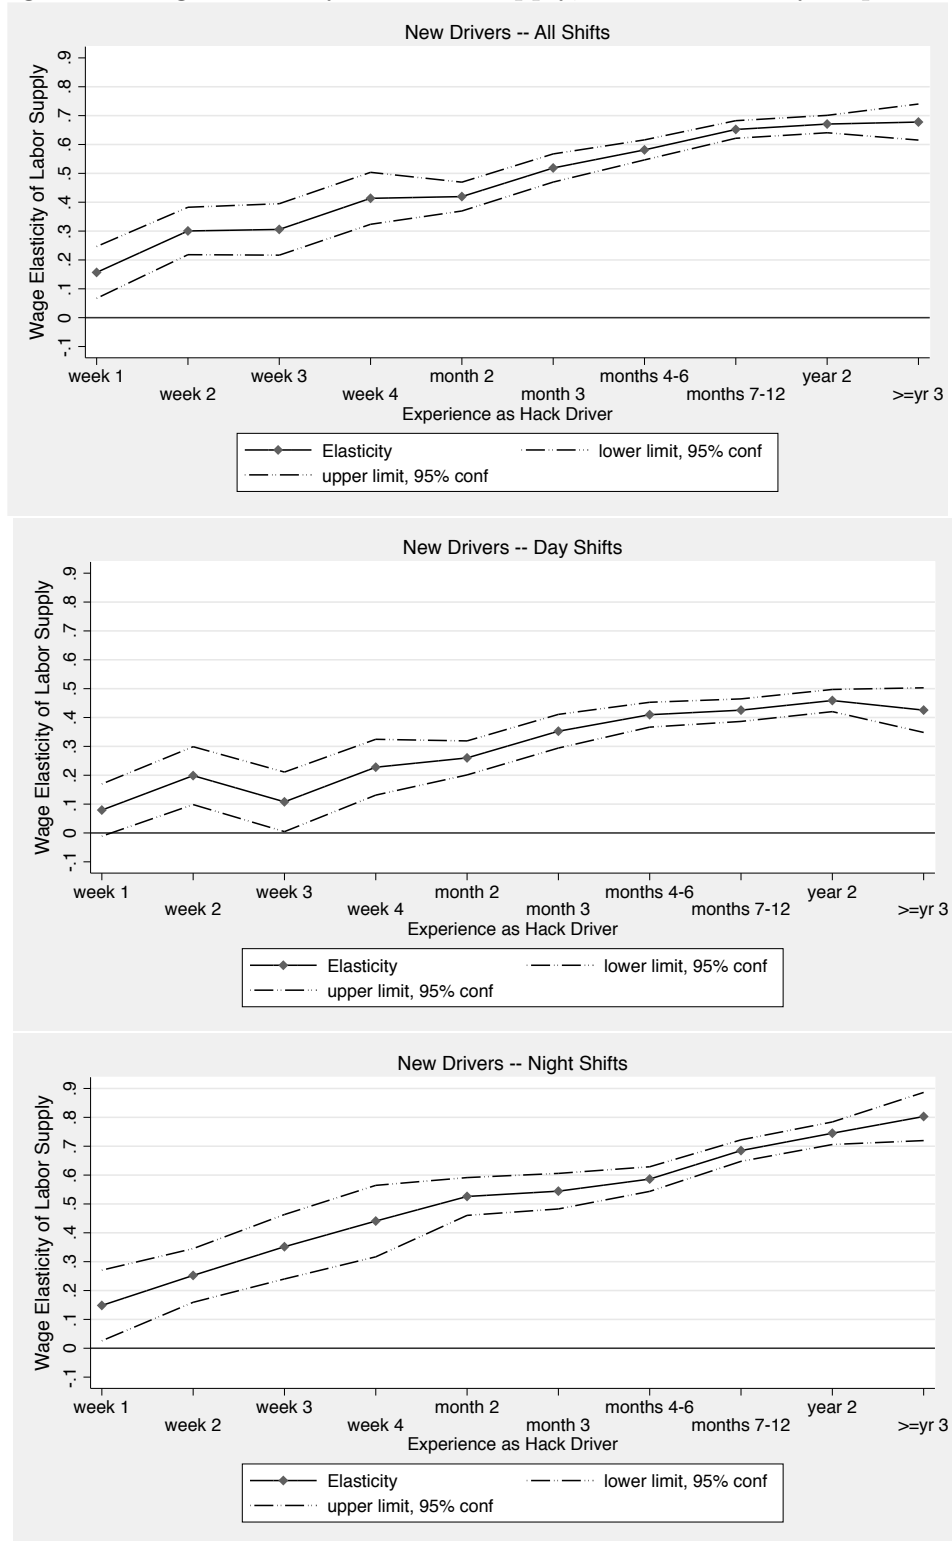 New Drivers -- All Shifts
Wage Elasticity of Labor Supply
.9
.8
.7
.6
.5
.4
.3
.2
.1
0
-.1
week 1 week 3 month 2 months 4-6 year 2
week 2 week 4 month 3 months 7-12 >=yr 3
Experience as Hack Driver
Elasticity lower limit, 95% conf
upper limit, 95% conf
New Drivers -- Day Shifts
Wage Elasticity of Labor Supply
.9
.8
.7
.6
.5
.4
.3
.2
.1
0
-.1
week 1 week 3 month 2 months 4-6 year 2
week 2 week 4 month 3 months 7-12 >=yr 3
Experience as Hack Driver
Elasticity lower limit, 95% conf
upper limit, 95% conf
New Drivers -- Night Shifts
Wage Elasticity of Labor Supply
.9
.8
.7
.6
.5
.4
.3
.2
.1
0
-.1
week 1 week 3 month 2 months 4-6 year 2
week 2 week 4 month 3 months 7-12 >=yr 3
Experience as Hack Driver
Elasticity lower limit, 95% conf
upper limit, 95% conf